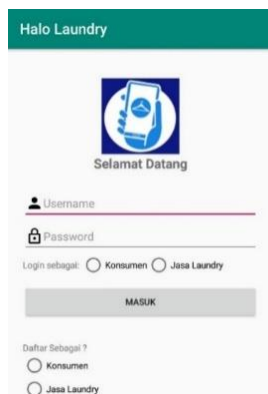 Halo Laundry
Selamat Datang
Username
Password
Login sebagai: Konsumen Jasa Laundry
MASUK
Daftar Sebagai ?
Konsumen
Jasa Laundry